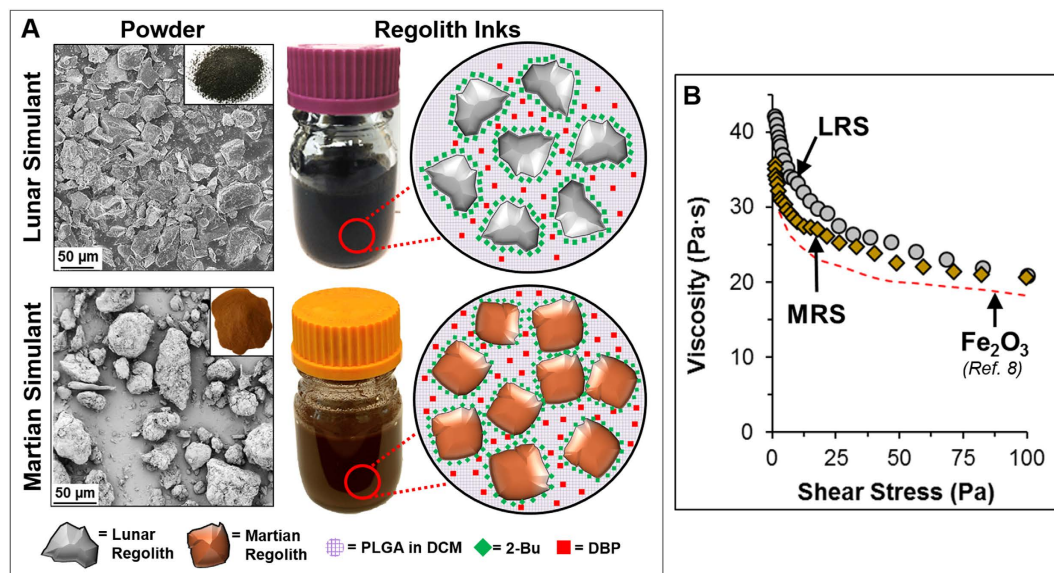 A
Powder
Regolith Inks
Lunar Simulant
50 μm
Martian Simulant
50 μm
= Lunar Regolith
= Martian Regolith
= PLGA in DCM
= 2-Bu
= DBP
B
Viscosity (Pa·s)
40
30
20
10
0
LRS
MRS
Fe₂O₃
(Ref. 8)
0
25
50
75
100
Shear Stress (Pa)